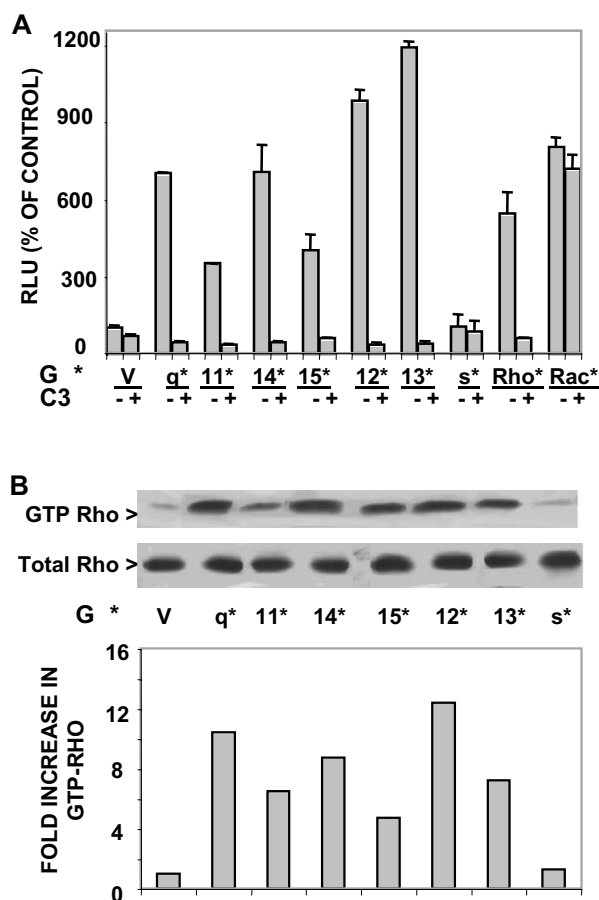 A
RLU (% OF CONTROL)
1200
900
600
300
0
G * V q* 11* 14* 15* 12* 13* s* Rho* Rac*
C3 - + - + - + - + - + - + - + - + - + - +
B
GTP Rho >
Total Rho >
G * V q* 11* 14* 15* 12* 13* s*
FOLD INCREASE IN
GTP-RHO
16
12
8
4
0